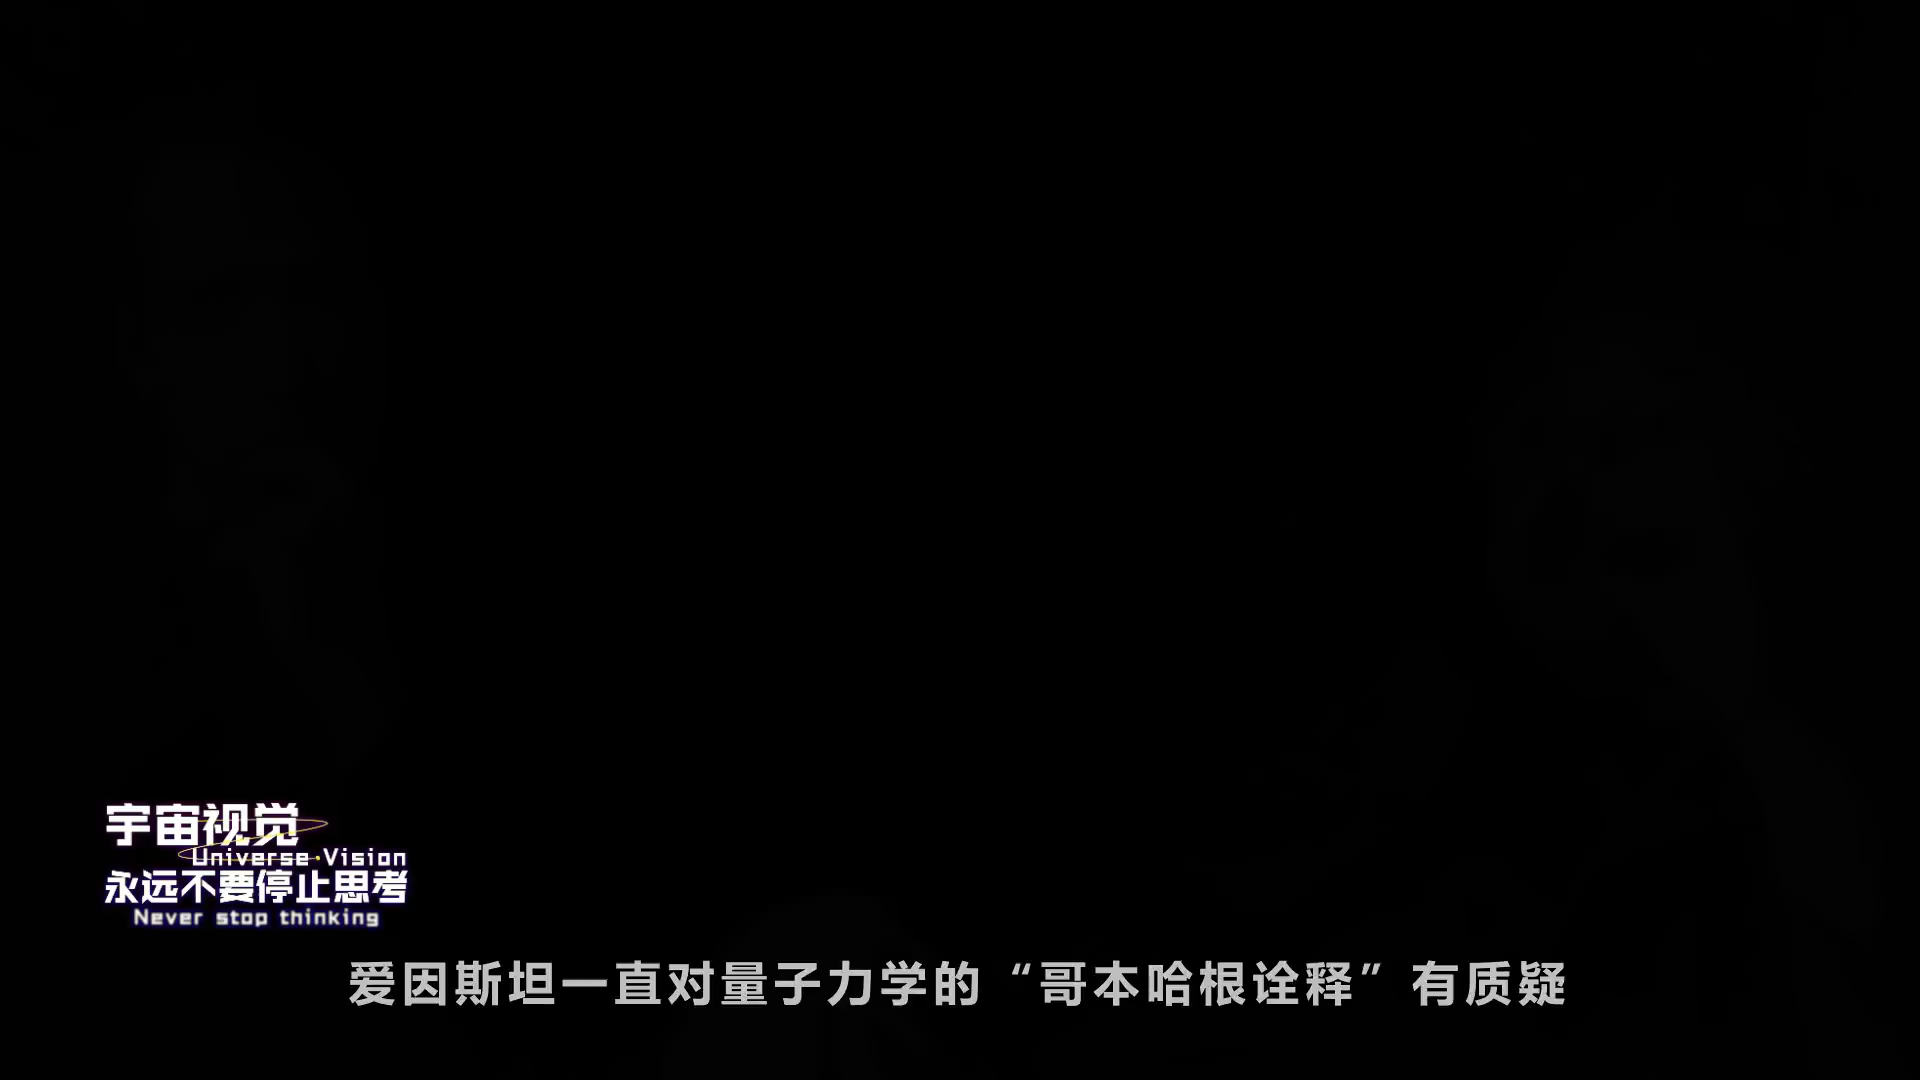 宇宙视觉
Universe·Vision
永远不要停止思考
Never stop thinking
爱因斯坦一直对量子力学的“哥本哈根诠释”有质疑